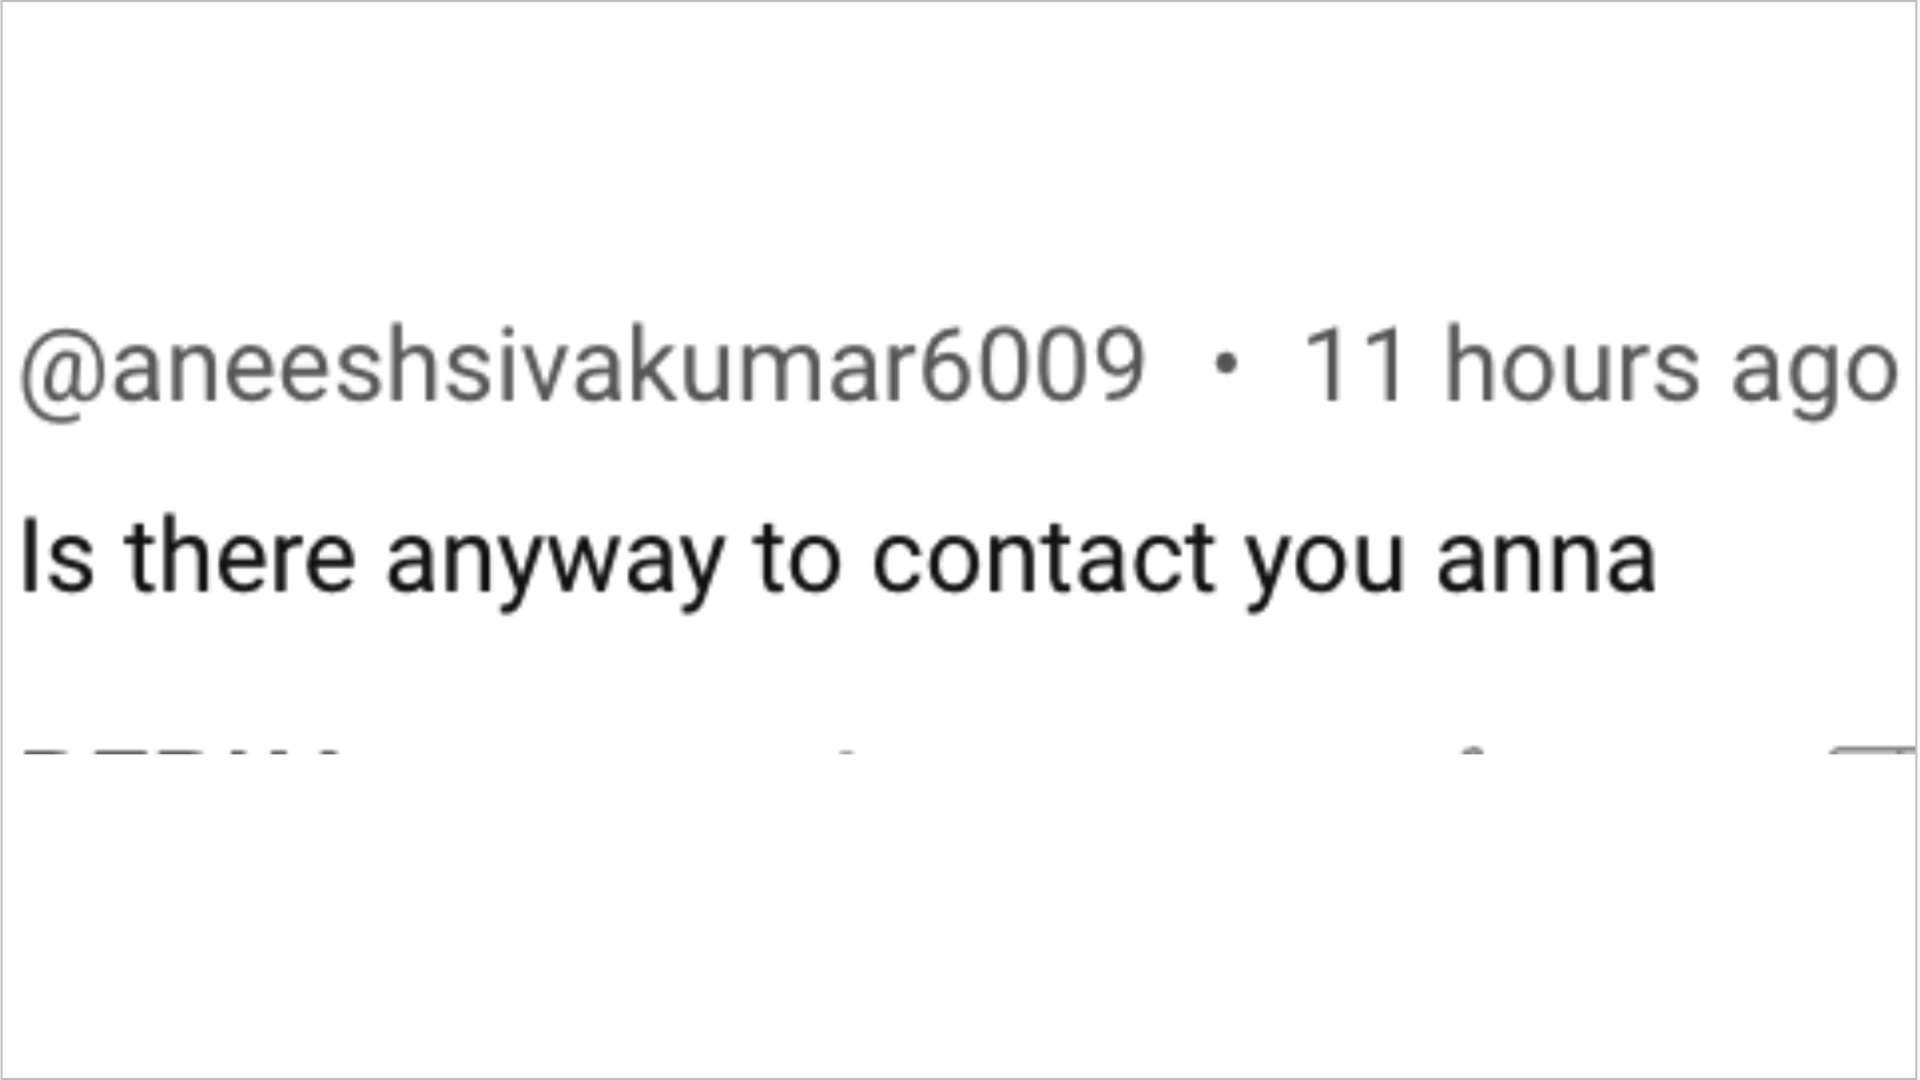 @aneeshsivakumar6009 • 11 hours ago
Is there anyway to contact you anna